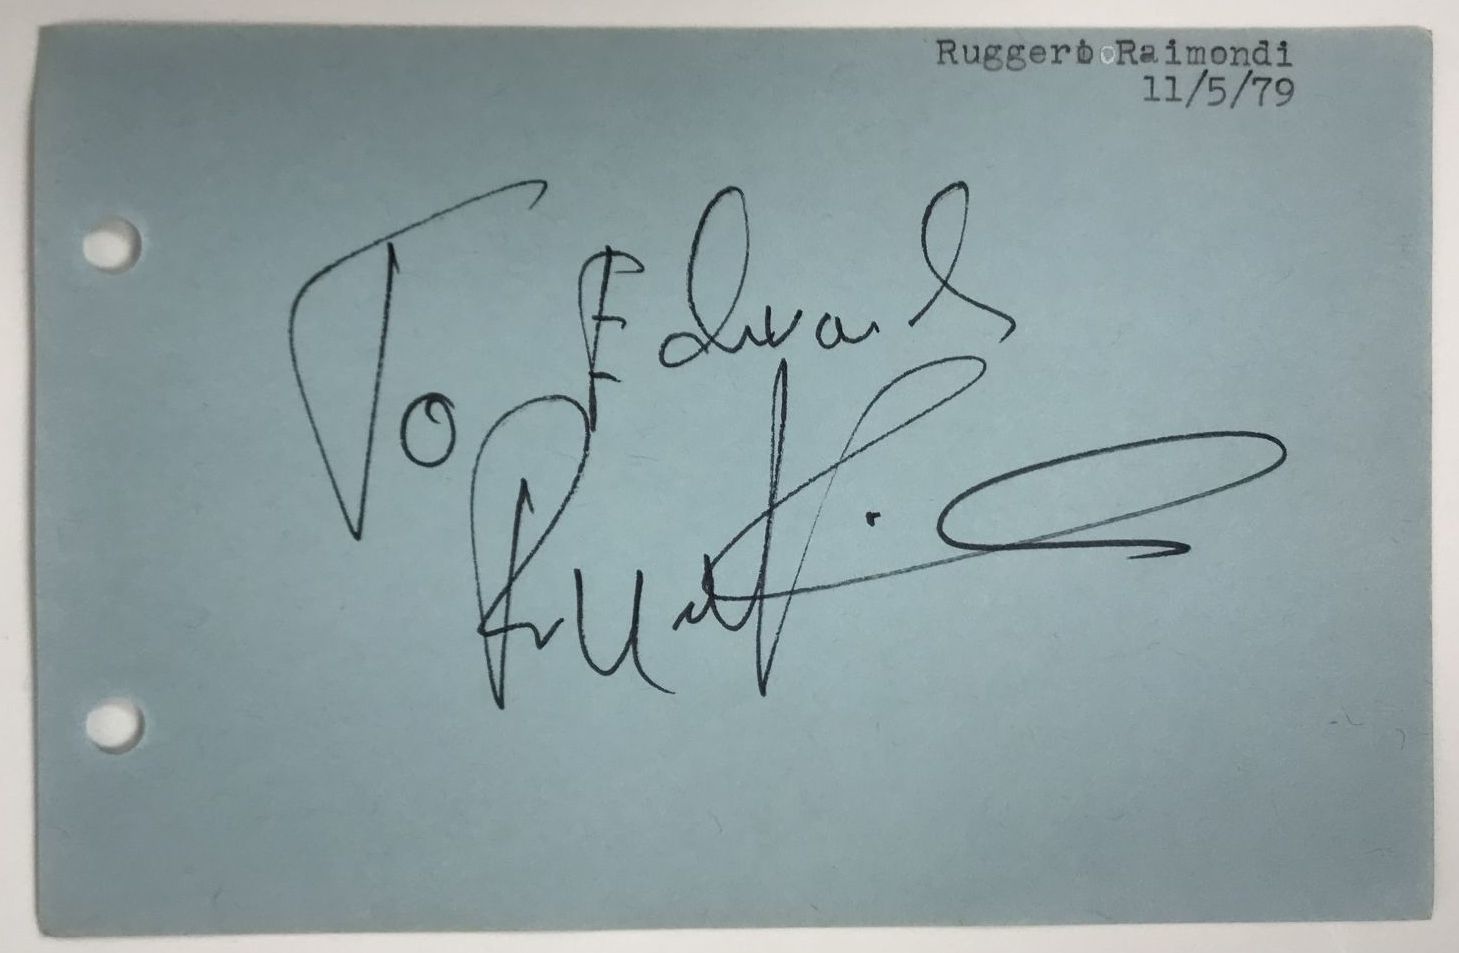 Ruggero Raimondi
11/5/79
To Edward